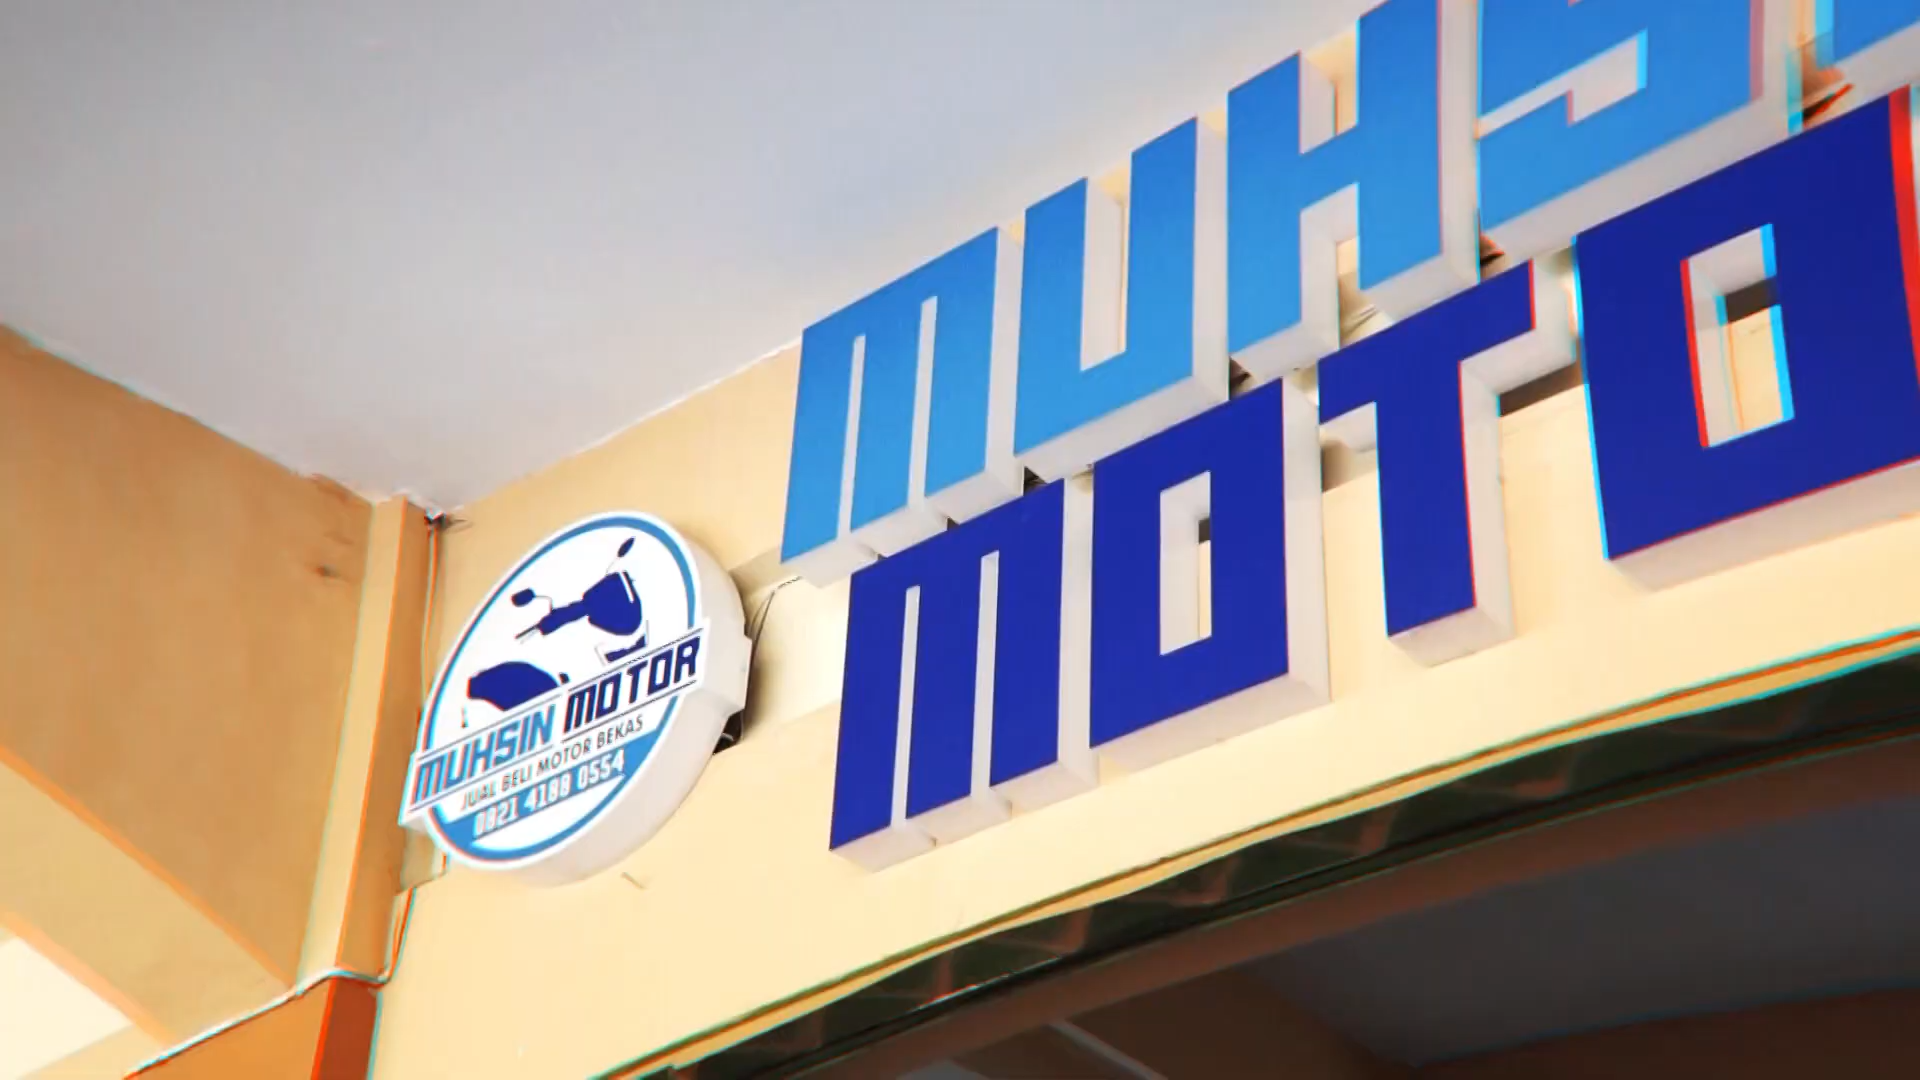 MUHS
MOTO
MUHSIN MOTOR
JUAL BELI MOTOR BEKAS
0821 4188 0554